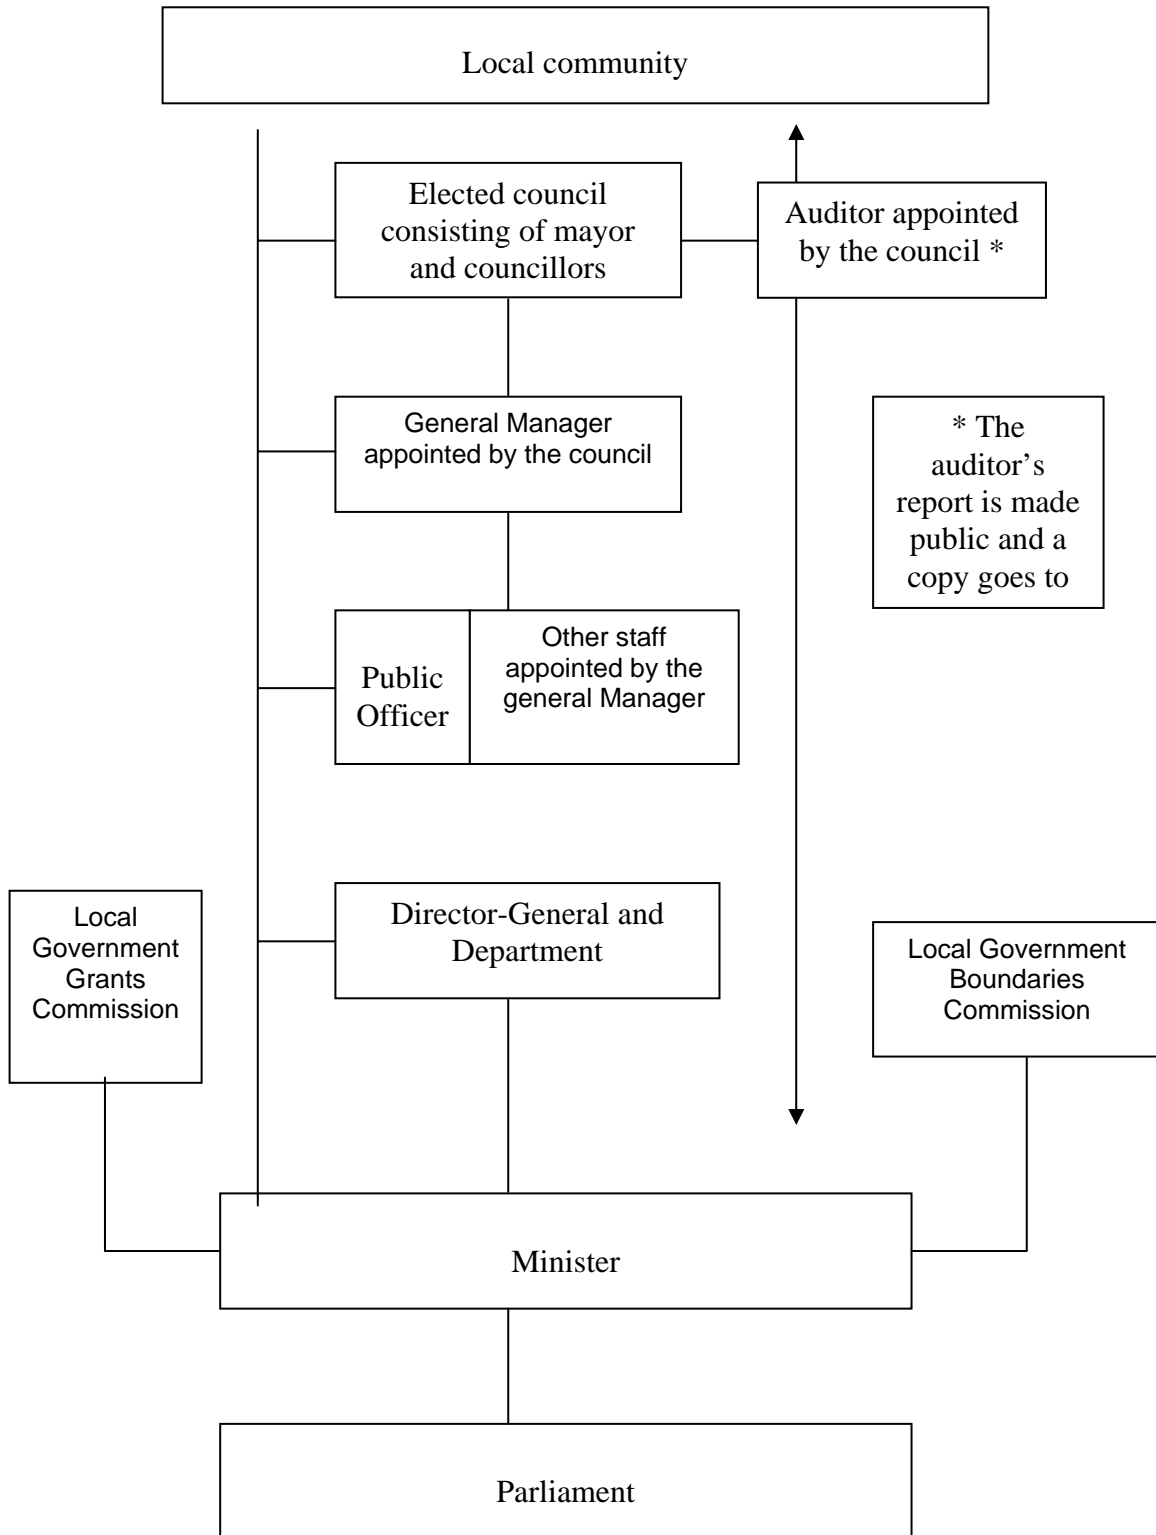 Local community
Elected council
consisting of mayor
and councillors
Auditor appointed
by the council *
General Manager
appointed by the council
* The
auditor’s
report is made
public and a
copy goes to
Public
Officer
Other staff
appointed by the
general Manager
Local
Government
Grants
Commission
Director-General and
Department
Local Government
Boundaries
Commission
Minister
Parliament